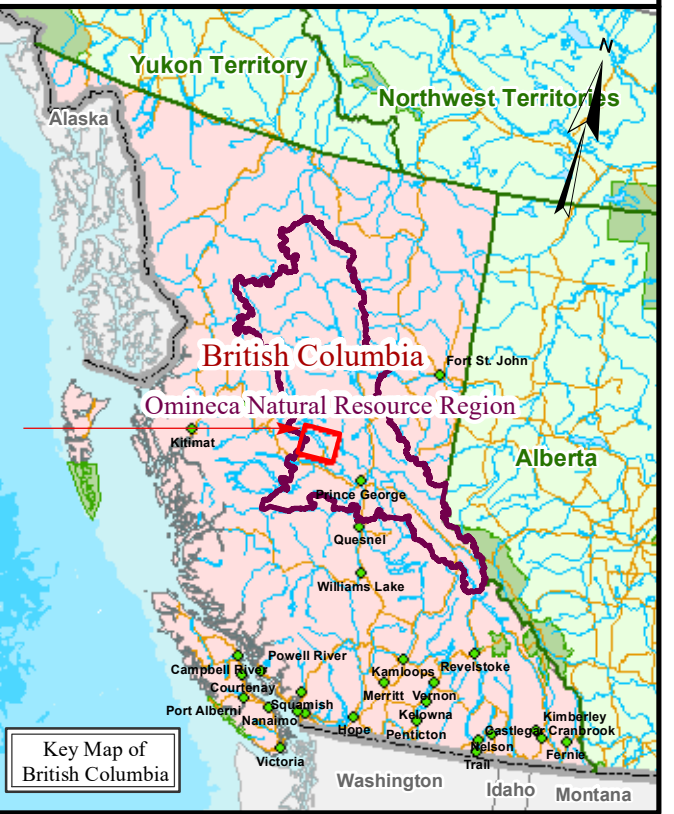 N
Yukon Territory
Northwest Territories
Alaska
British Columbia
Fort St. John
Omineca Natural Resource Region
Kitimat
Alberta
Prince George
Quesnel
Williams Lake
Powell River
Campbell River
Kamloops
Revelstoke
Courtenay
Merritt
Vernon
Port Alberni
Squamish
Nanaimo
Kelowna
Kimberley
Hope
Penticton
Castlegar
Cranbrook
Nelson
Fernie
Victoria
Trail
Key Map of
British Columbia
Washington
Idaho
Montana